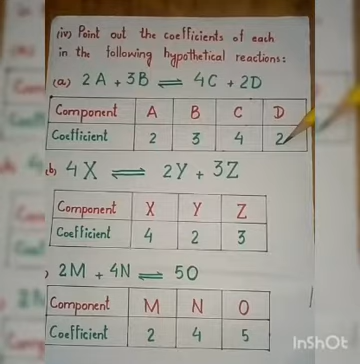 (iv) Point out the coefficients of each
in the following hypothetical reactions:
(a) 2A + 3B ⇌ 4C + 2D
Component A B C D
Coefficient 2 3 4 2
(b) 4X ⇌ 2Y + 3Z
Component X Y Z
Coefficient 4 2 3
) 2M + 4N ⇌ 5O
Component M N O
Coefficient 2 4 5
InShOt